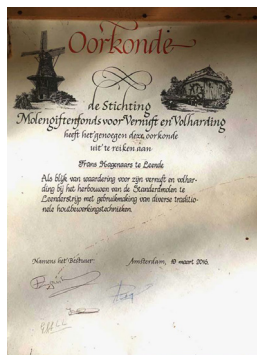 Oorkonde
de Stichting
Molengiftenfonds voor Vernuft en Volharding
heeft het genoegen deze oorkonde
uit te reiken aan
Frans Hagenaars te Leende
Als blijk van waardering voor zijn vernuft en volhar-
ding bij het herbouwen van de Standaardmolen te
Leenderstrijp met gebruikmaking van diverse traditio-
nele houtbewerkingstechnieken.
Namens het Bestuur Amsterdam, 19 maart 2016.